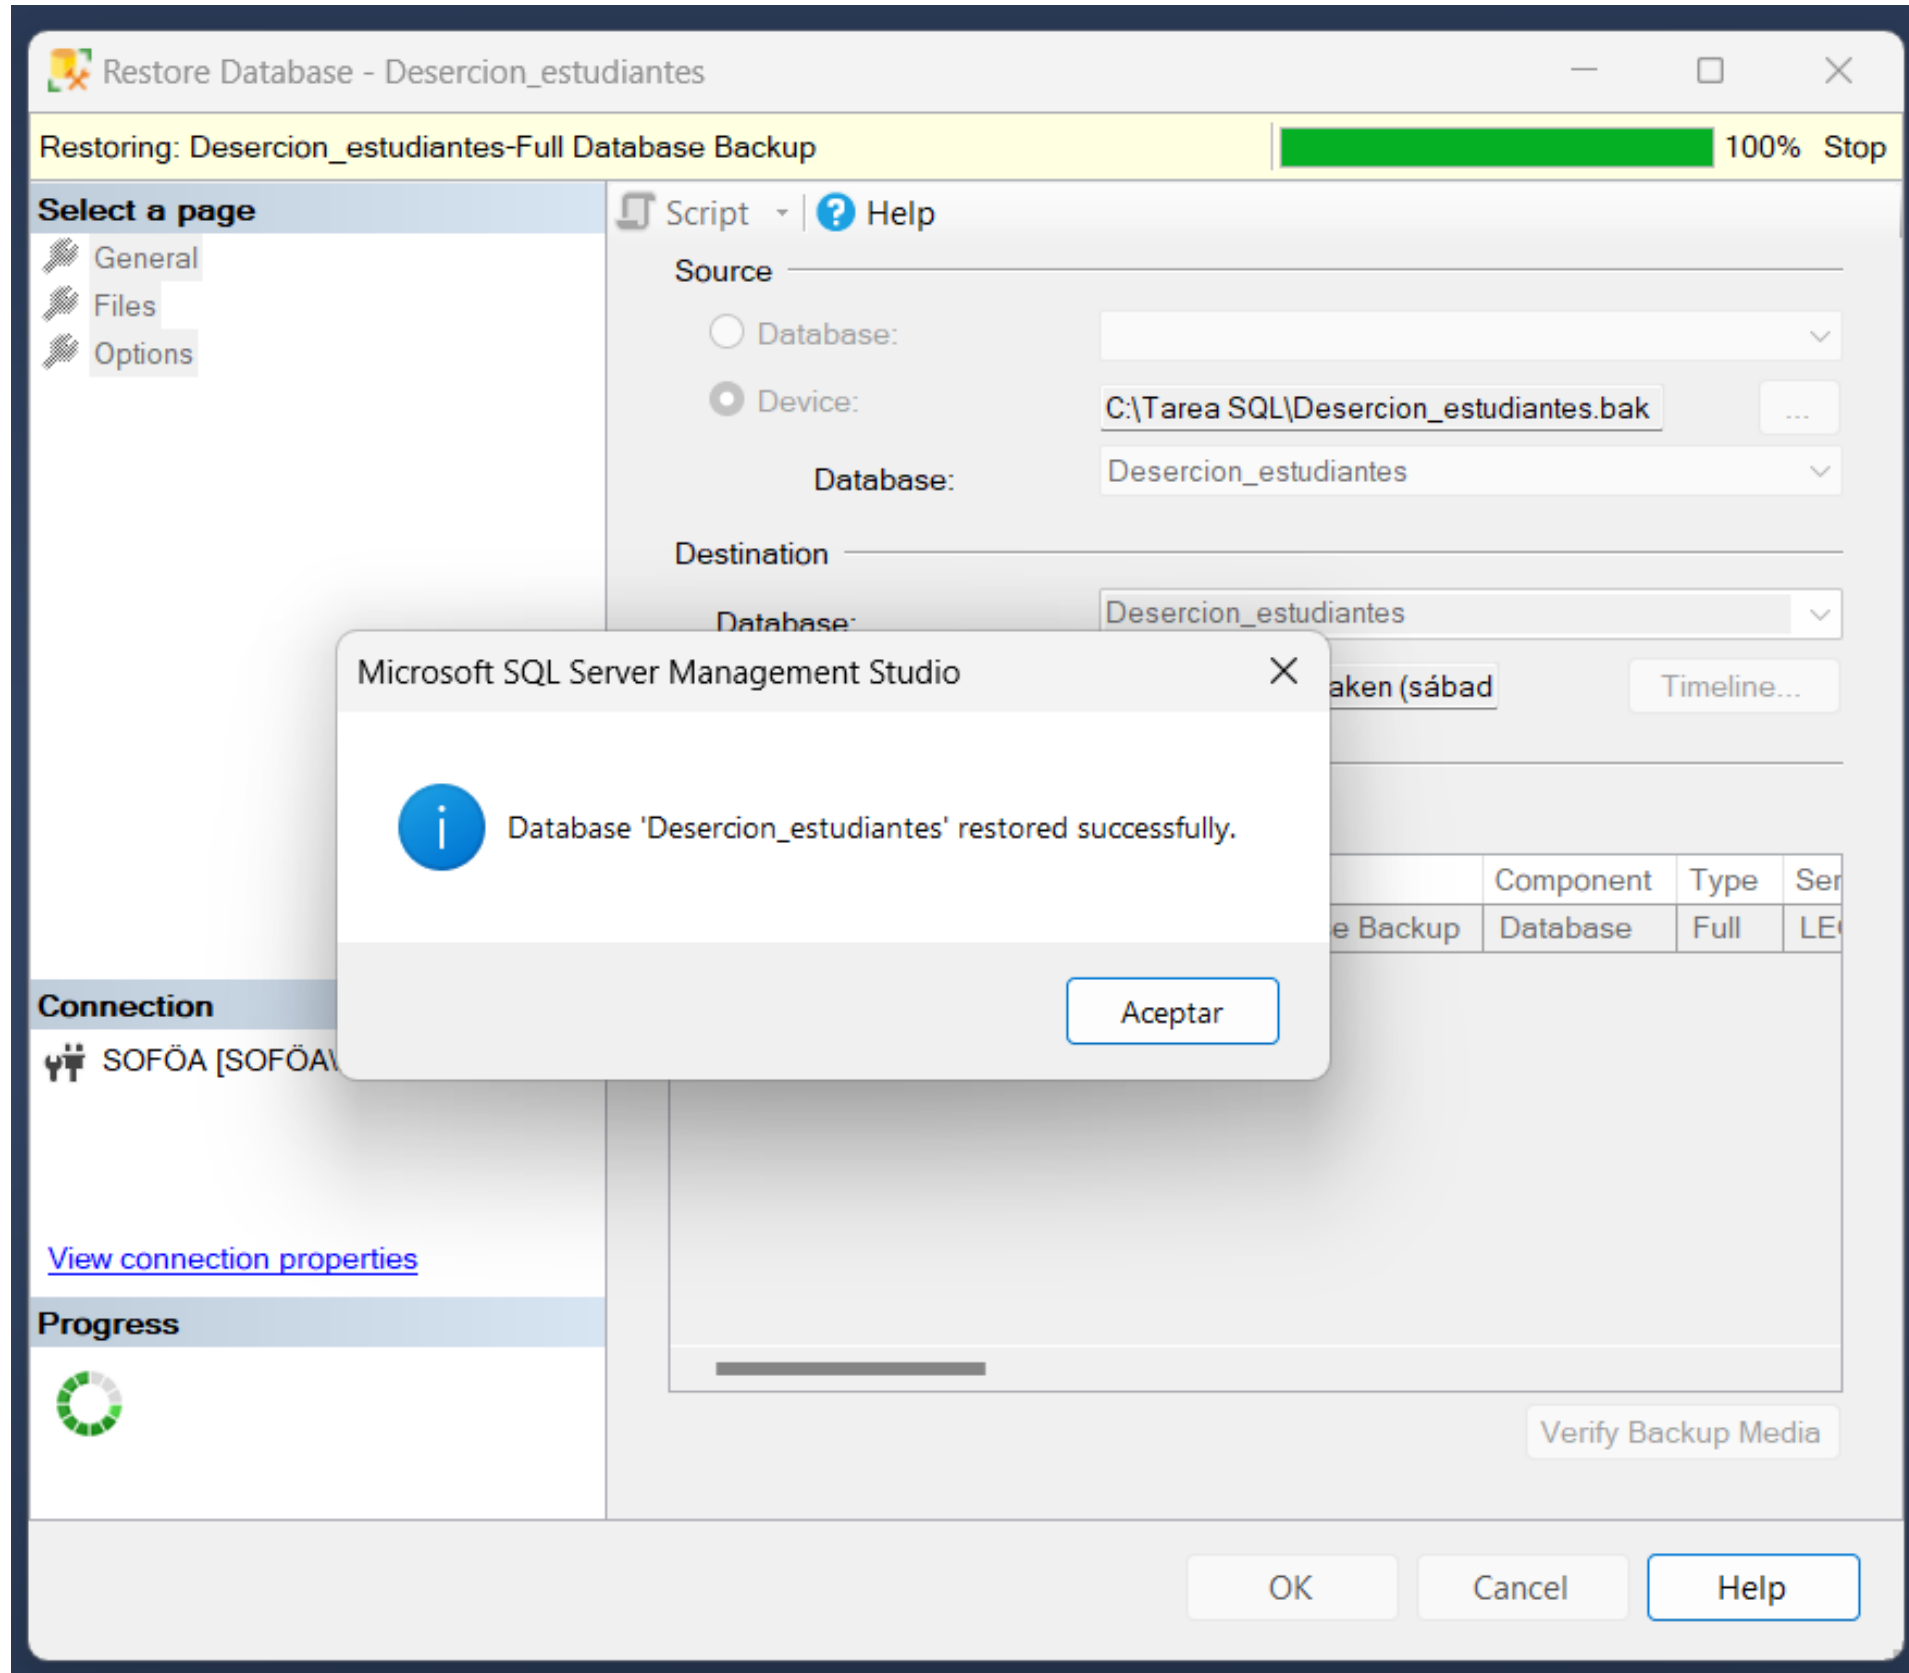 Restore Database - Desercion_estudiantes
Restoring: Desercion_estudiantes-Full Database Backup 100% Stop
Select a page
General
Files
Options
Script Help
Source
Database:
Device: C:\Tarea SQL\Desercion_estudiantes.bak ...
Database: Desercion_estudiantes
Destination
Database: Desercion_estudiantes
aken (sábad Timeline...
Microsoft SQL Server Management Studio
Database 'Desercion_estudiantes' restored successfully.
Aceptar
Component Type Ser
e Backup Database Full
Connection
SOFÖA [SOFÖA\
View connection properties
Progress
Verify Backup Media
OK Cancel Help